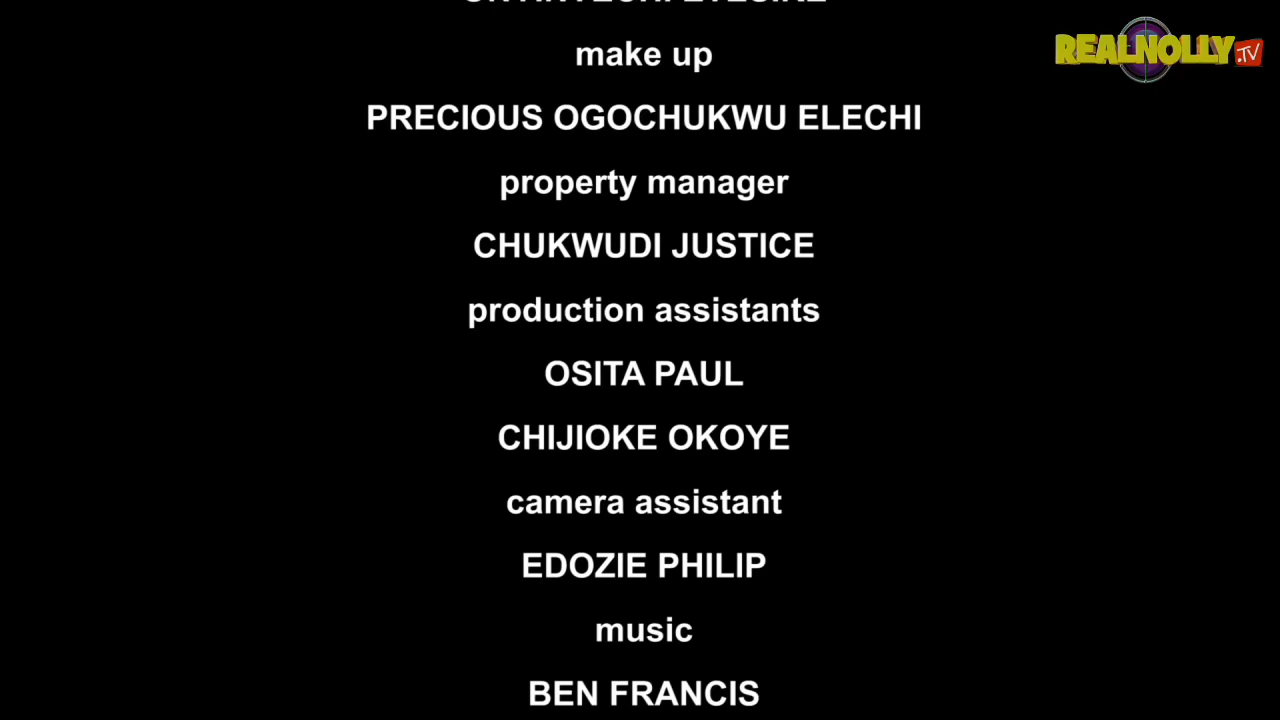 make up
REALNOLLY.TV
PRECIOUS OGOCHUKWU ELECHI
property manager
CHUKWUDI JUSTICE
production assistants
OSITA PAUL
CHIJIOKE OKOYE
camera assistant
EDOZIE PHILIP
music
BEN FRANCIS